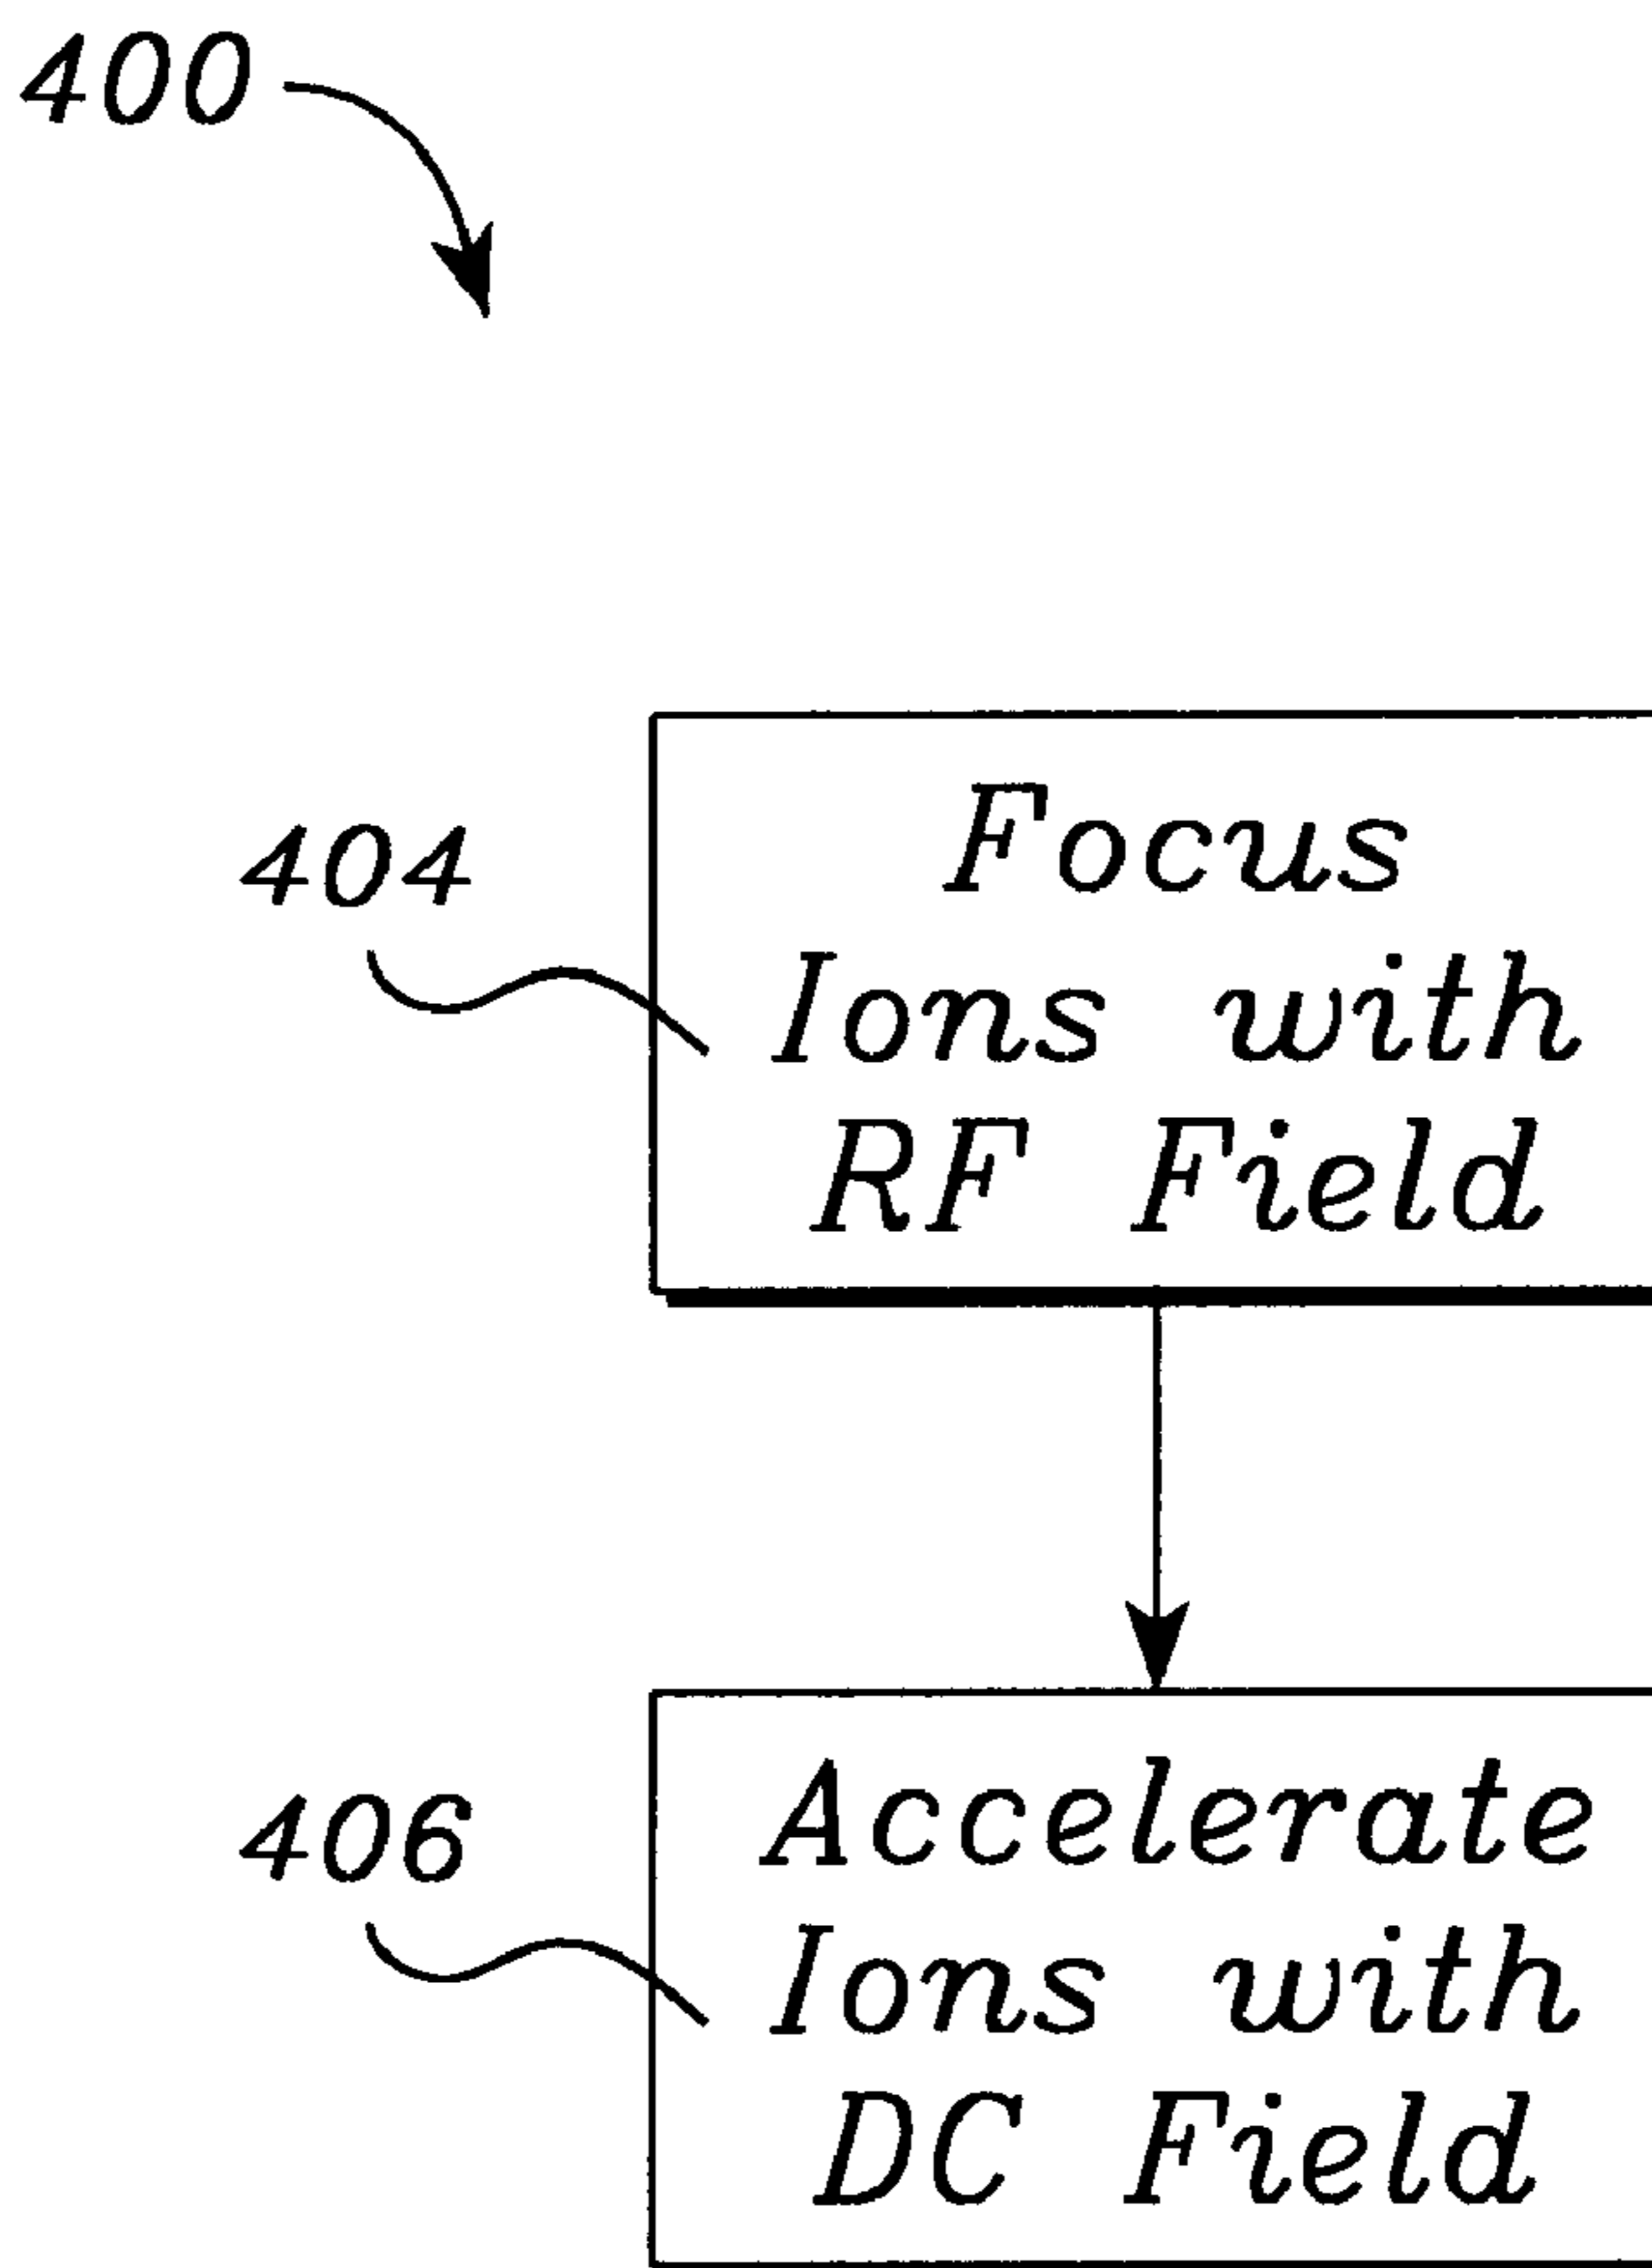 400
404
Focus
Ions with
RF Field
406
Accelerate
Ions with
DC Field